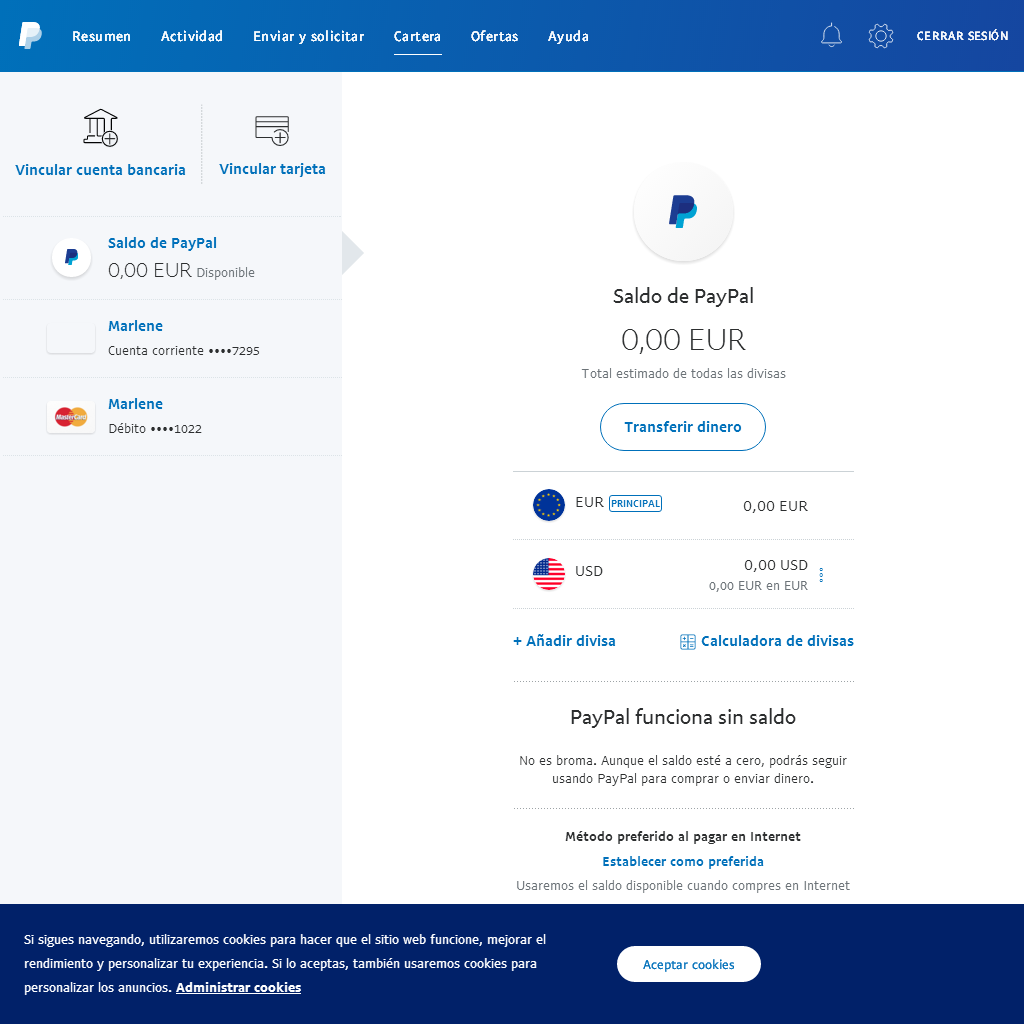 Resumen Actividad Enviar y solicitar Cartera Ofertas Ayuda CERRAR SESIÓN
Vincular cuenta bancaria
Vincular tarjeta
Saldo de PayPal
0,00 EUR Disponible
Marlene
Cuenta corriente ••••7295
MasterCard
Marlene
Débito ••••1022
Saldo de PayPal
0,00 EUR
Total estimado de todas las divisas
Transferir dinero
EUR PRINCIPAL 0,00 EUR
USD 0,00 USD
0,00 EUR en EUR
+ Añadir divisa Calculadora de divisas
PayPal funciona sin saldo
No es broma. Aunque el saldo esté a cero, podrás seguir
usando PayPal para comprar o enviar dinero.
Método preferido al pagar en Internet
Establecer como preferida
Usaremos el saldo disponible cuando compres en Internet
Si sigues navegando, utilizaremos cookies para hacer que el sitio web funcione, mejorar el
rendimiento y personalizar tu experiencia. Si lo aceptas, también usaremos cookies para
personalizar los anuncios. Administrar cookies
Aceptar cookies